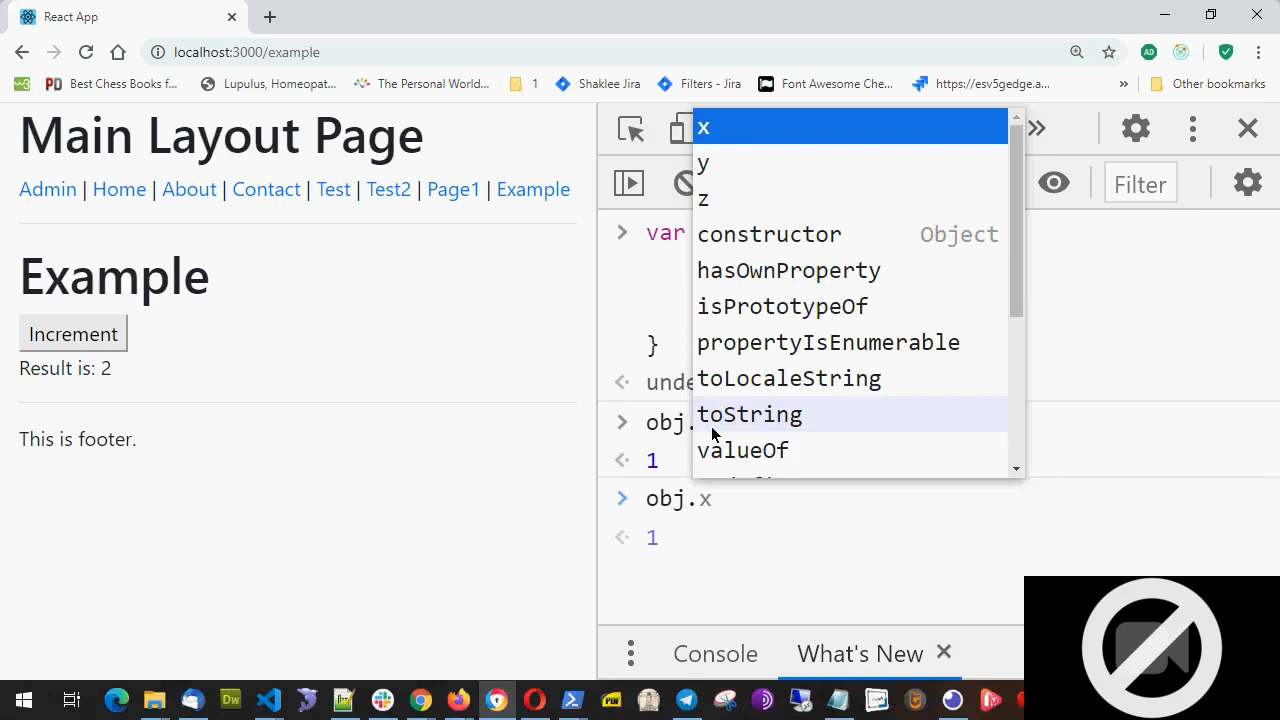 React App
localhost:3000/example
Best Chess Books f...
Lupulus, Homeopat...
The Personal World...
1
Shaklee Jira
Filters - Jira
Font Awesome Che...
https://esv5gedge.a...
»
Other bookmarks
Main Layout Page
Admin | Home | About | Contact | Test | Test2 | Page1 | Example
Example
Increment
Result is: 2
This is footer.
Filter
x
y
z
constructor Object
hasOwnProperty
isPrototypeOf
propertyIsEnumerable
toLocaleString
toString
valueOf
var
}
unde
obj.
1
obj.x
1
Console
What's New